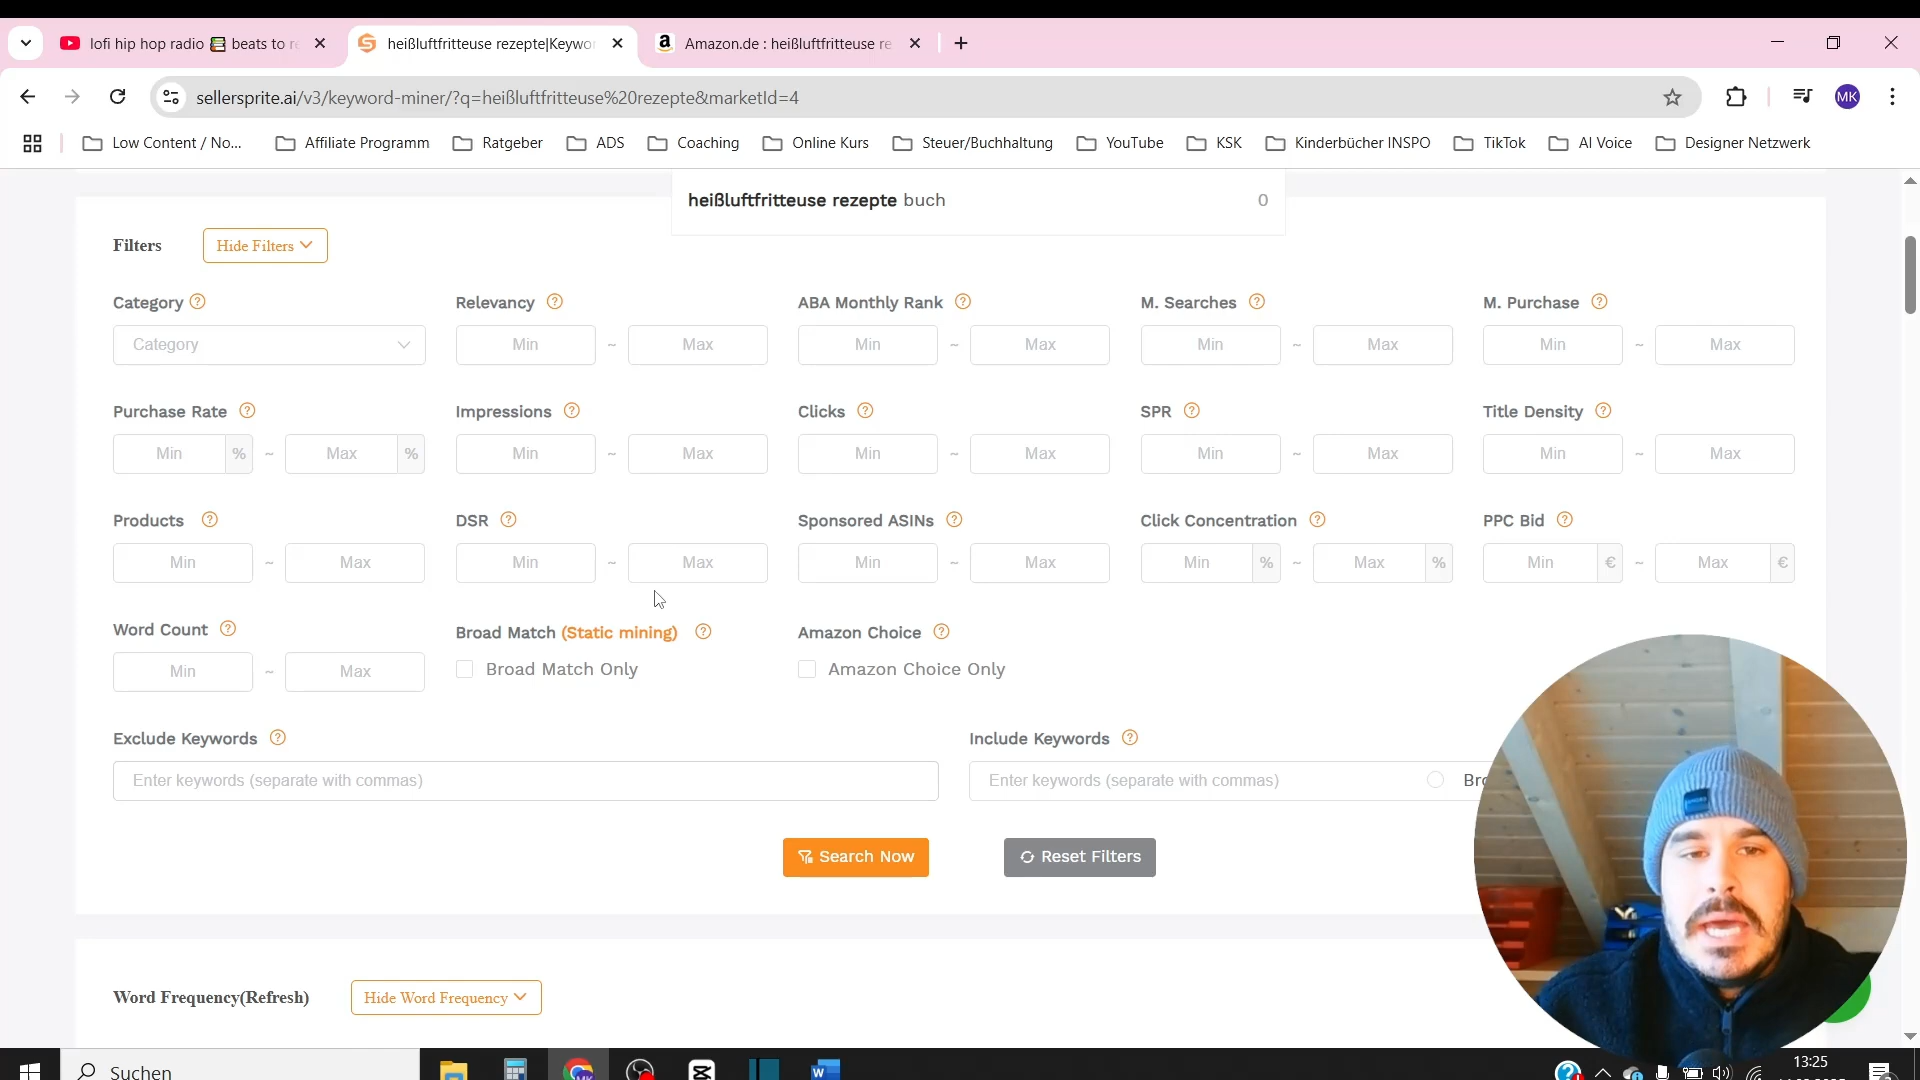 lofi hip hop radio 📚 beats to re
heißluftfritteuse rezepte|Keywor
Amazon.de : heißluftfritteuse re
sellersprite.ai/v3/keyword-miner/?q=heißluftfritteuse%20rezepte&marketId=4
MK
Low Content / No...
Affiliate Programm
Ratgeber
ADS
Coaching
Online Kurs
Steuer/Buchhaltung
YouTube
KSK
Kinderbücher INSPO
TikTok
AI Voice
Designer Netzwerk
heißluftfritteuse rezepte buch 0
Filters Hide Filters
Category Relevancy ABA Monthly Rank M. Searches M. Purchase
Category Min ~ Max Min ~ Max Min ~ Max Min ~ Max
Purchase Rate Impressions Clicks SPR Title Density
Min % ~ Max % Min ~ Max Min ~ Max Min ~ Max Min ~ Max
Products DSR Sponsored ASINs Click Concentration PPC Bid
Min ~ Max Min ~ Max Min ~ Max Min % ~ Max % Min € ~ Max €
Word Count Broad Match (Static mining) Amazon Choice
Min ~ Max Broad Match Only Amazon Choice Only
Exclude Keywords Include Keywords
Enter keywords (separate with commas) Enter keywords (separate with commas) Bro
Search Now Reset Filters
Word Frequency(Refresh) Hide Word Frequency
Suchen
13:25